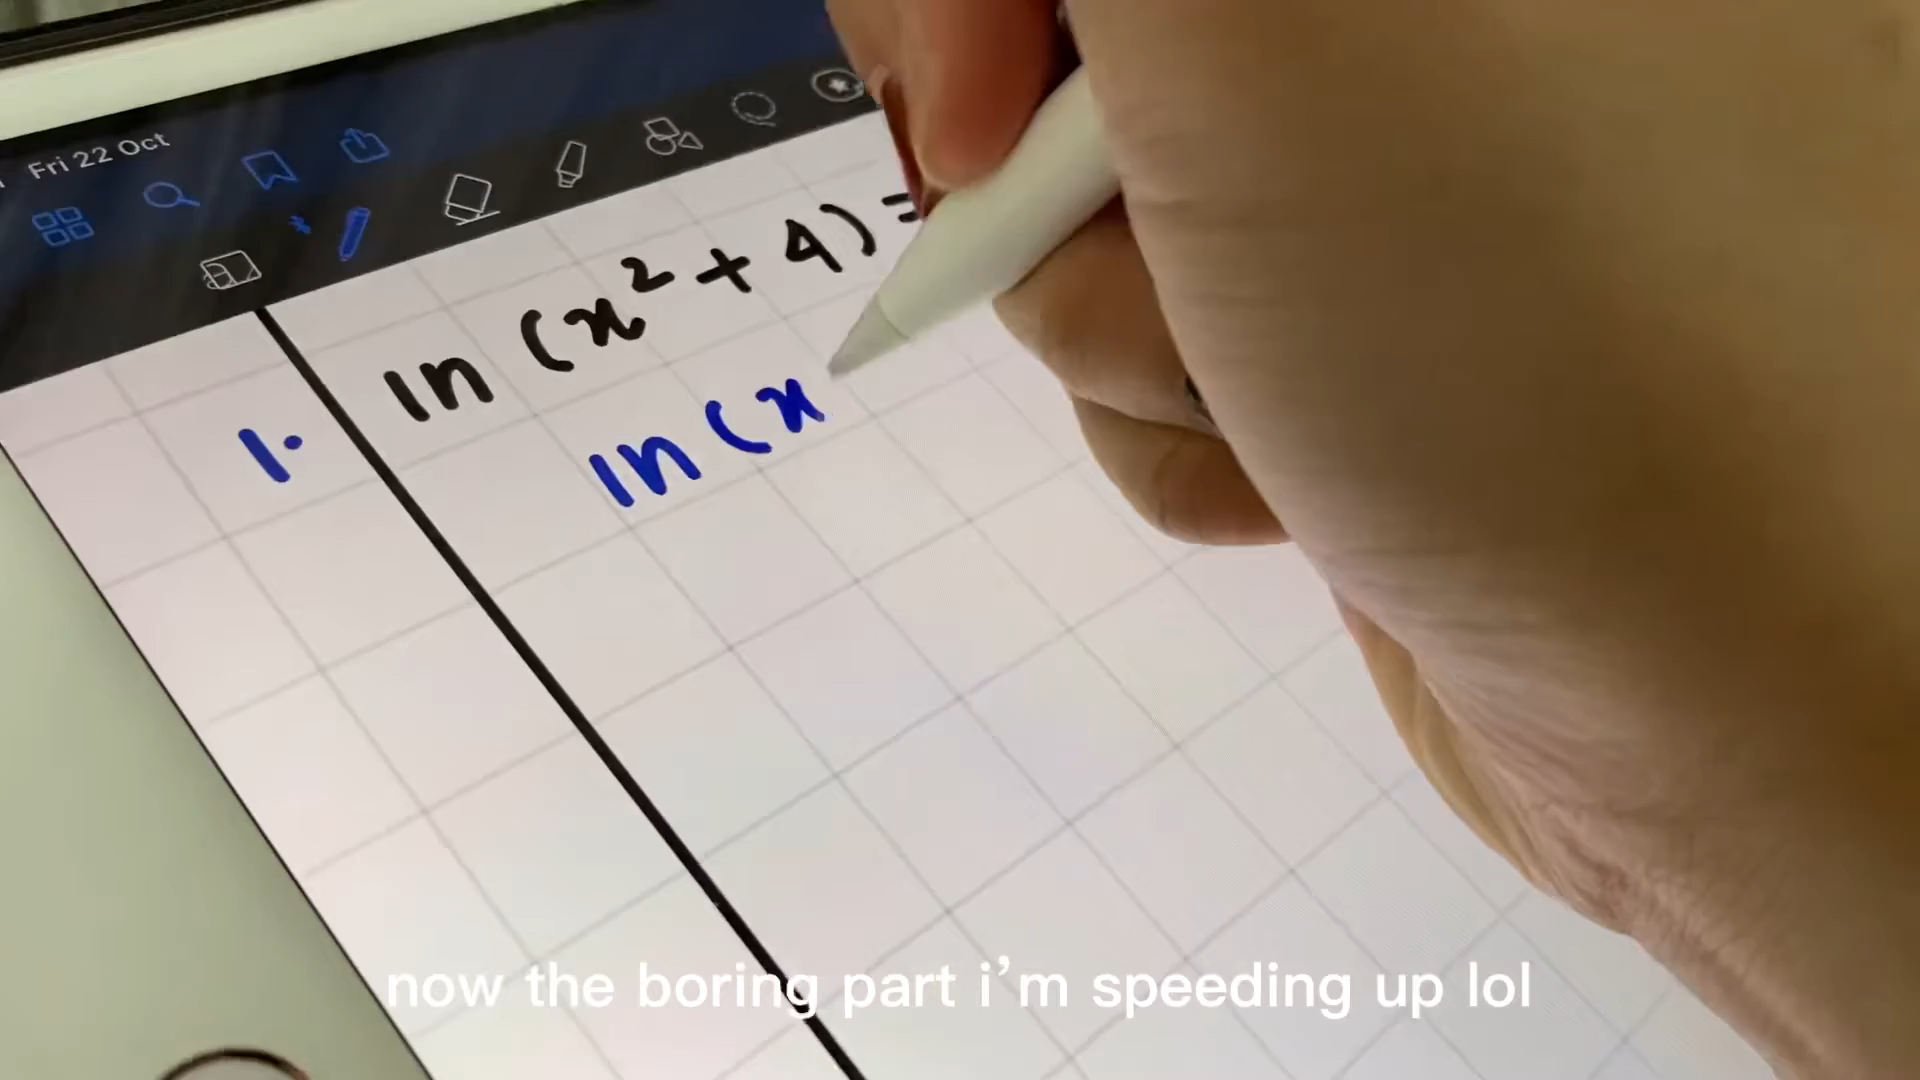 Fri 22 Oct
ln (x² + 4) =
1. ln (x
now the boring part i’m speeding up lol